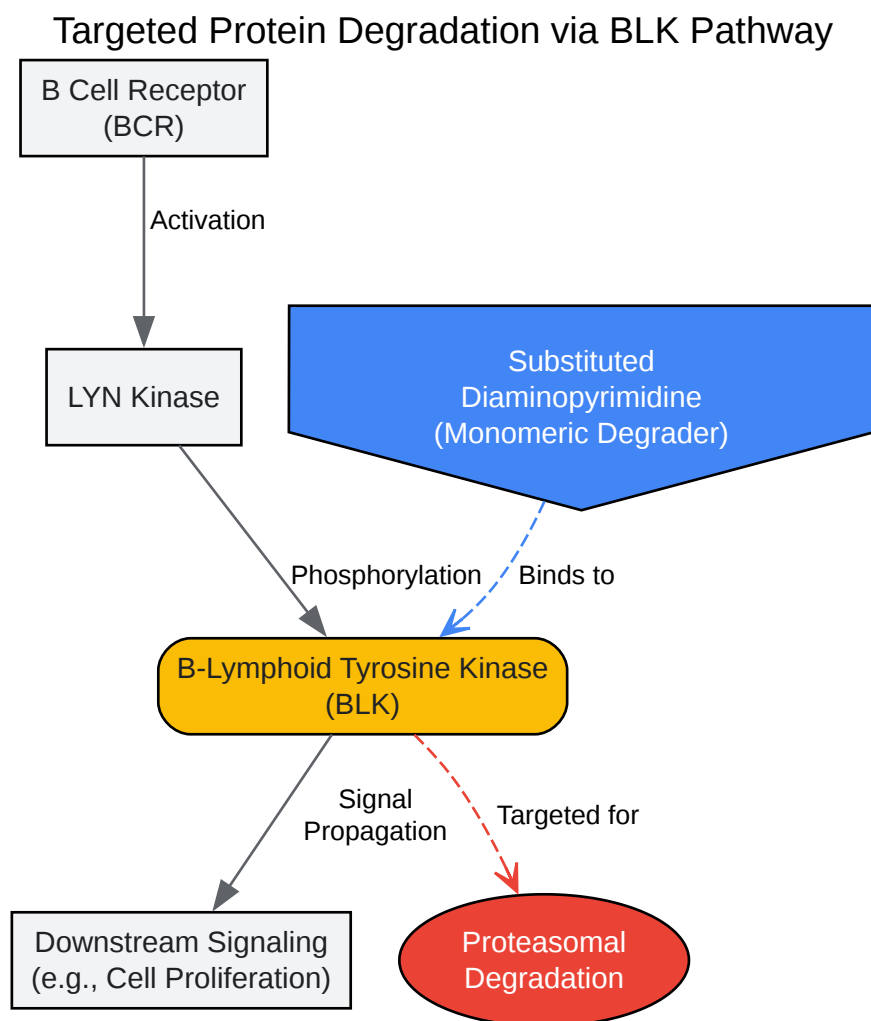 Targeted Protein Degradation via BLK Pathway
B Cell Receptor
(BCR)
Activation
LYN Kinase
Substituted
Diaminopyrimidine
(Monomeric Degrader)
Phosphorylation
Binds to
B-Lymphoid Tyrosine Kinase
(BLK)
Signal
Propagation
Targeted for
Downstream Signaling
(e.g., Cell Proliferation)
Proteasomal
Degradation